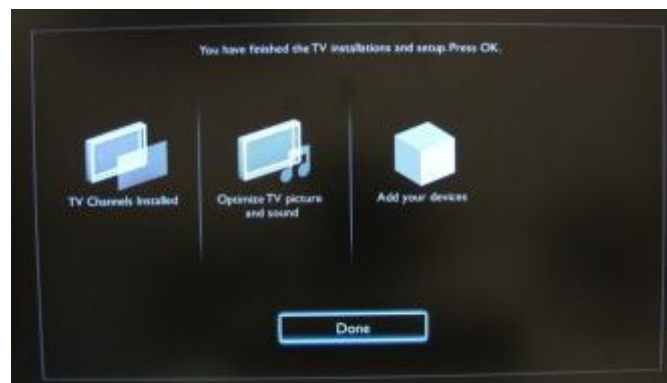 You have finished the TV installations and setup. Press OK.
TV Channels Installed
Optimize TV picture
and sound
Add your devices
Done